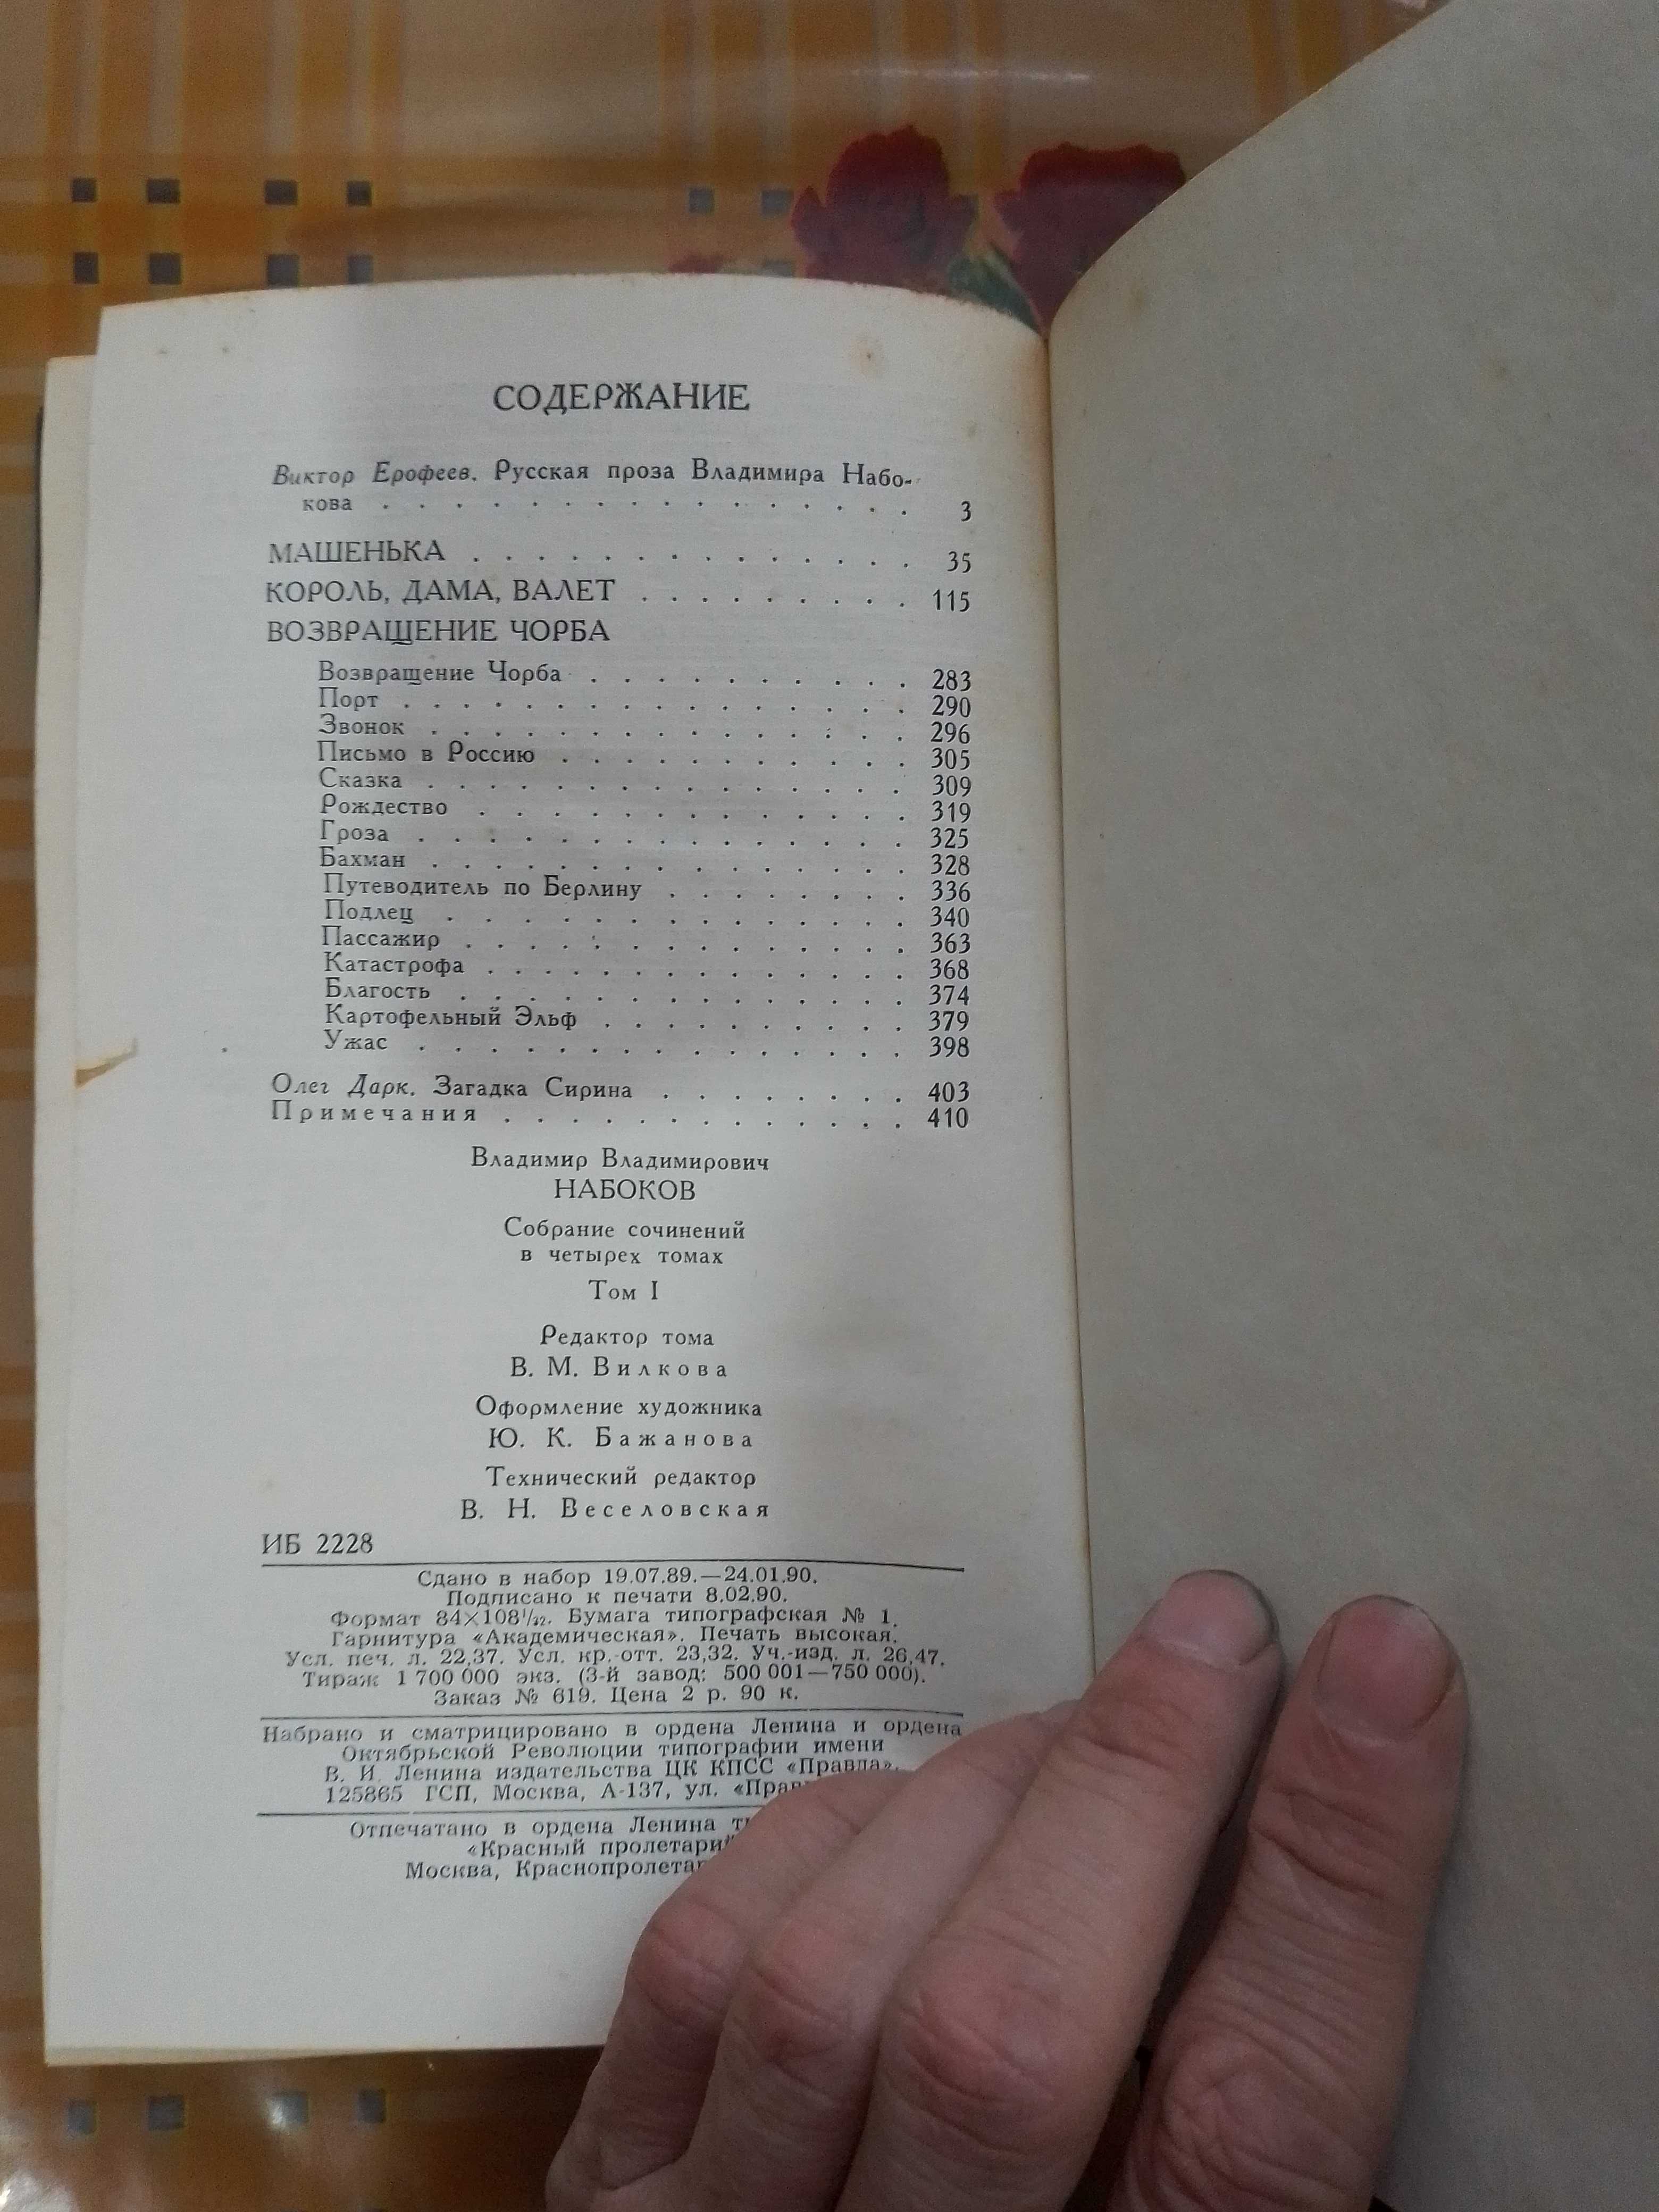 СОДЕРЖАНИЕ
Виктор Ерофеев. Русская проза Владимира Набо-
кова . . . . . . . . . . . . . . . 3
МАШЕНЬКА . . . . . . . . . . . . . 35
КОРОЛЬ, ДАМА, ВАЛЕТ . . . . . . . . . 115
ВОЗВРАЩЕНИЕ ЧОРБА
Возвращение Чорба . . . . . . . . . . 283
Порт . . . . . . . . . . . . . . . . 290
Звонок . . . . . . . . . . . . . . . 296
Письмо в Россию . . . . . . . . . . . 305
Сказка . . . . . . . . . . . . . . . 309
Рождество . . . . . . . . . . . . . 319
Гроза . . . . . . . . . . . . . . . 325
Бахман . . . . . . . . . . . . . . . 328
Путеводитель по Берлину . . . . . . . . 336
Подлец . . . . . . . . . . . . . . 340
Пассажир . . . . . . . . . . . . . . 363
Катастрофа . . . . . . . . . . . . . 368
Благость . . . . . . . . . . . . . . 374
Картофельный Эльф . . . . . . . . . . 379
Ужас . . . . . . . . . . . . . . . 398
Олег Дарк. Загадка Сирина . . . . . . . . 403
Примечания . . . . . . . . . . . . . 410
Владимир Владимирович
НАБОКОВ
Собрание сочинений
в четырех томах
Том I
Редактор тома
В. М. Вилкова
Оформление художника
Ю. К. Бажанова
Технический редактор
В. Н. Веселовская
ИБ 2228
Сдано в набор 19.07.89.—24.01.90.
Подписано к печати 8.02.90.
Формат 84×108¹/₃₂. Бумага типографская № 1.
Гарнитура «Академическая». Печать высокая.
Усл. печ. л. 22,37. Усл. кр.-отт. 23,32. Уч.-изд. л. 26,47.
Тираж 1 700 000 экз. (3-й завод: 500 001—750 000).
Заказ № 619. Цена 2 р. 90 к.
Набрано и сматрицировано в ордена Ленина и ордена
Октябрьской Революции типографии имени
В. И. Ленина издательства ЦК КПСС «Правда».
125865 ГСП, Москва, А-137, ул.
Отпечатано в ордена Ленина
«Красный
Москва,